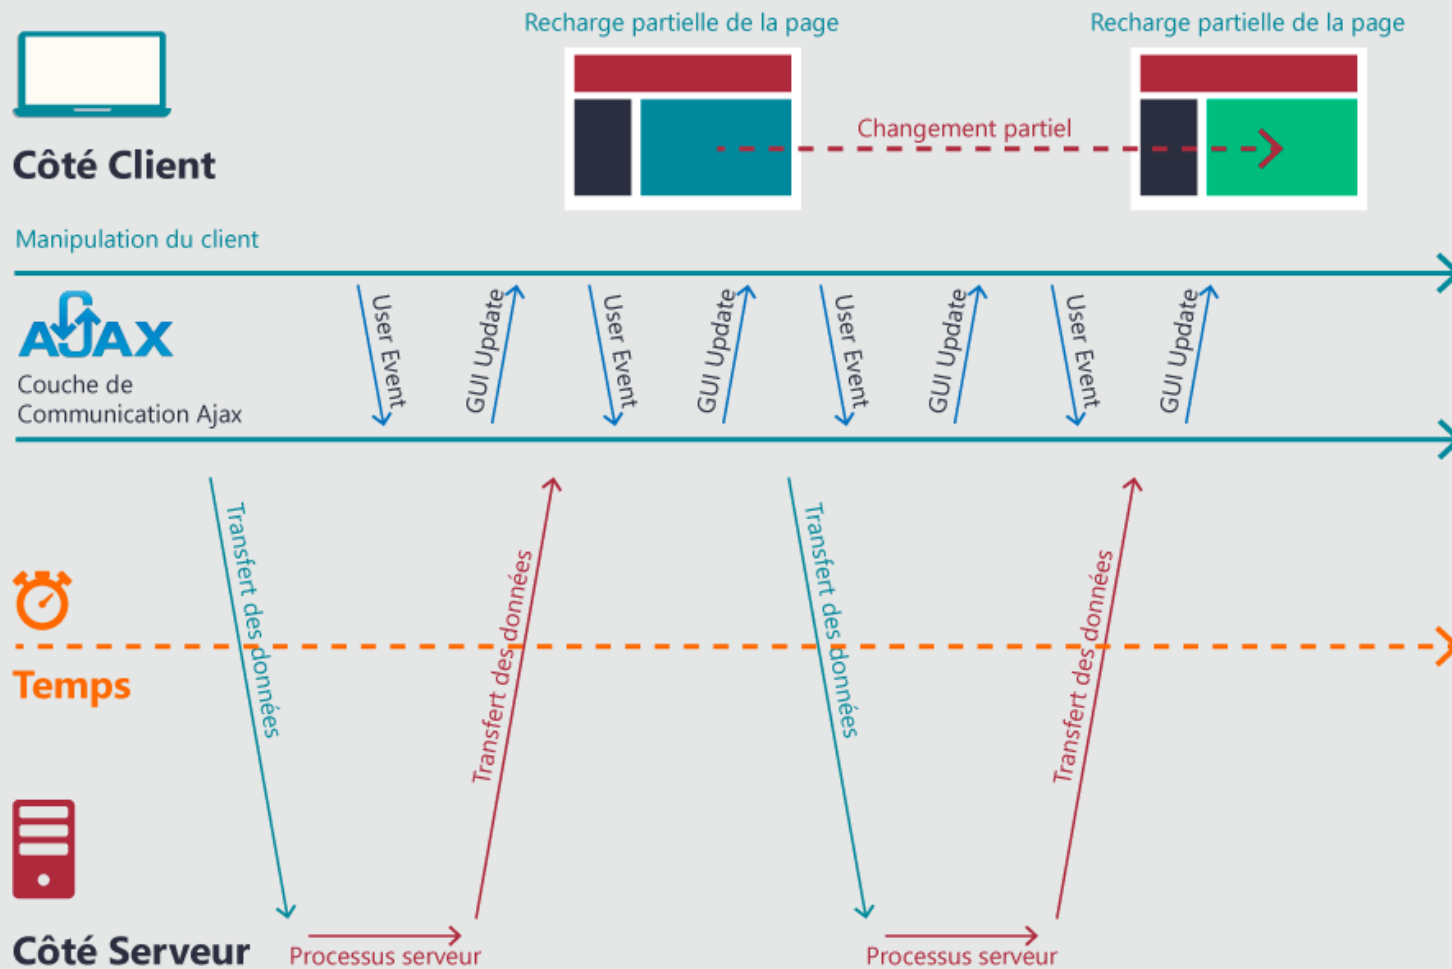 Recharge partielle de la page
Recharge partielle de la page
Changement partiel
Côté Client
Manipulation du client
AJAX
Couche de
Communication Ajax
User Event
GUI Update
User Event
GUI Update
User Event
GUI Update
User Event
GUI Update
Transfert des données
Transfert des données
Transfert des données
Transfert des données
Temps
Côté Serveur
Processus serveur
Processus serveur